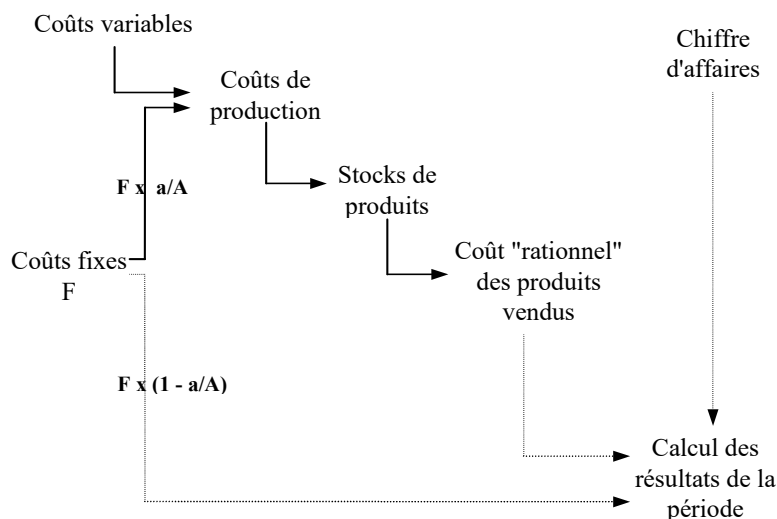 Coûts variables
Chiffre
d'affaires
Coûts de
production
F x a/A
Stocks de
produits
Coûts fixes
F
Coût "rationnel"
des produits
vendus
F x (1 - a/A)
Calcul des
résultats de la
période